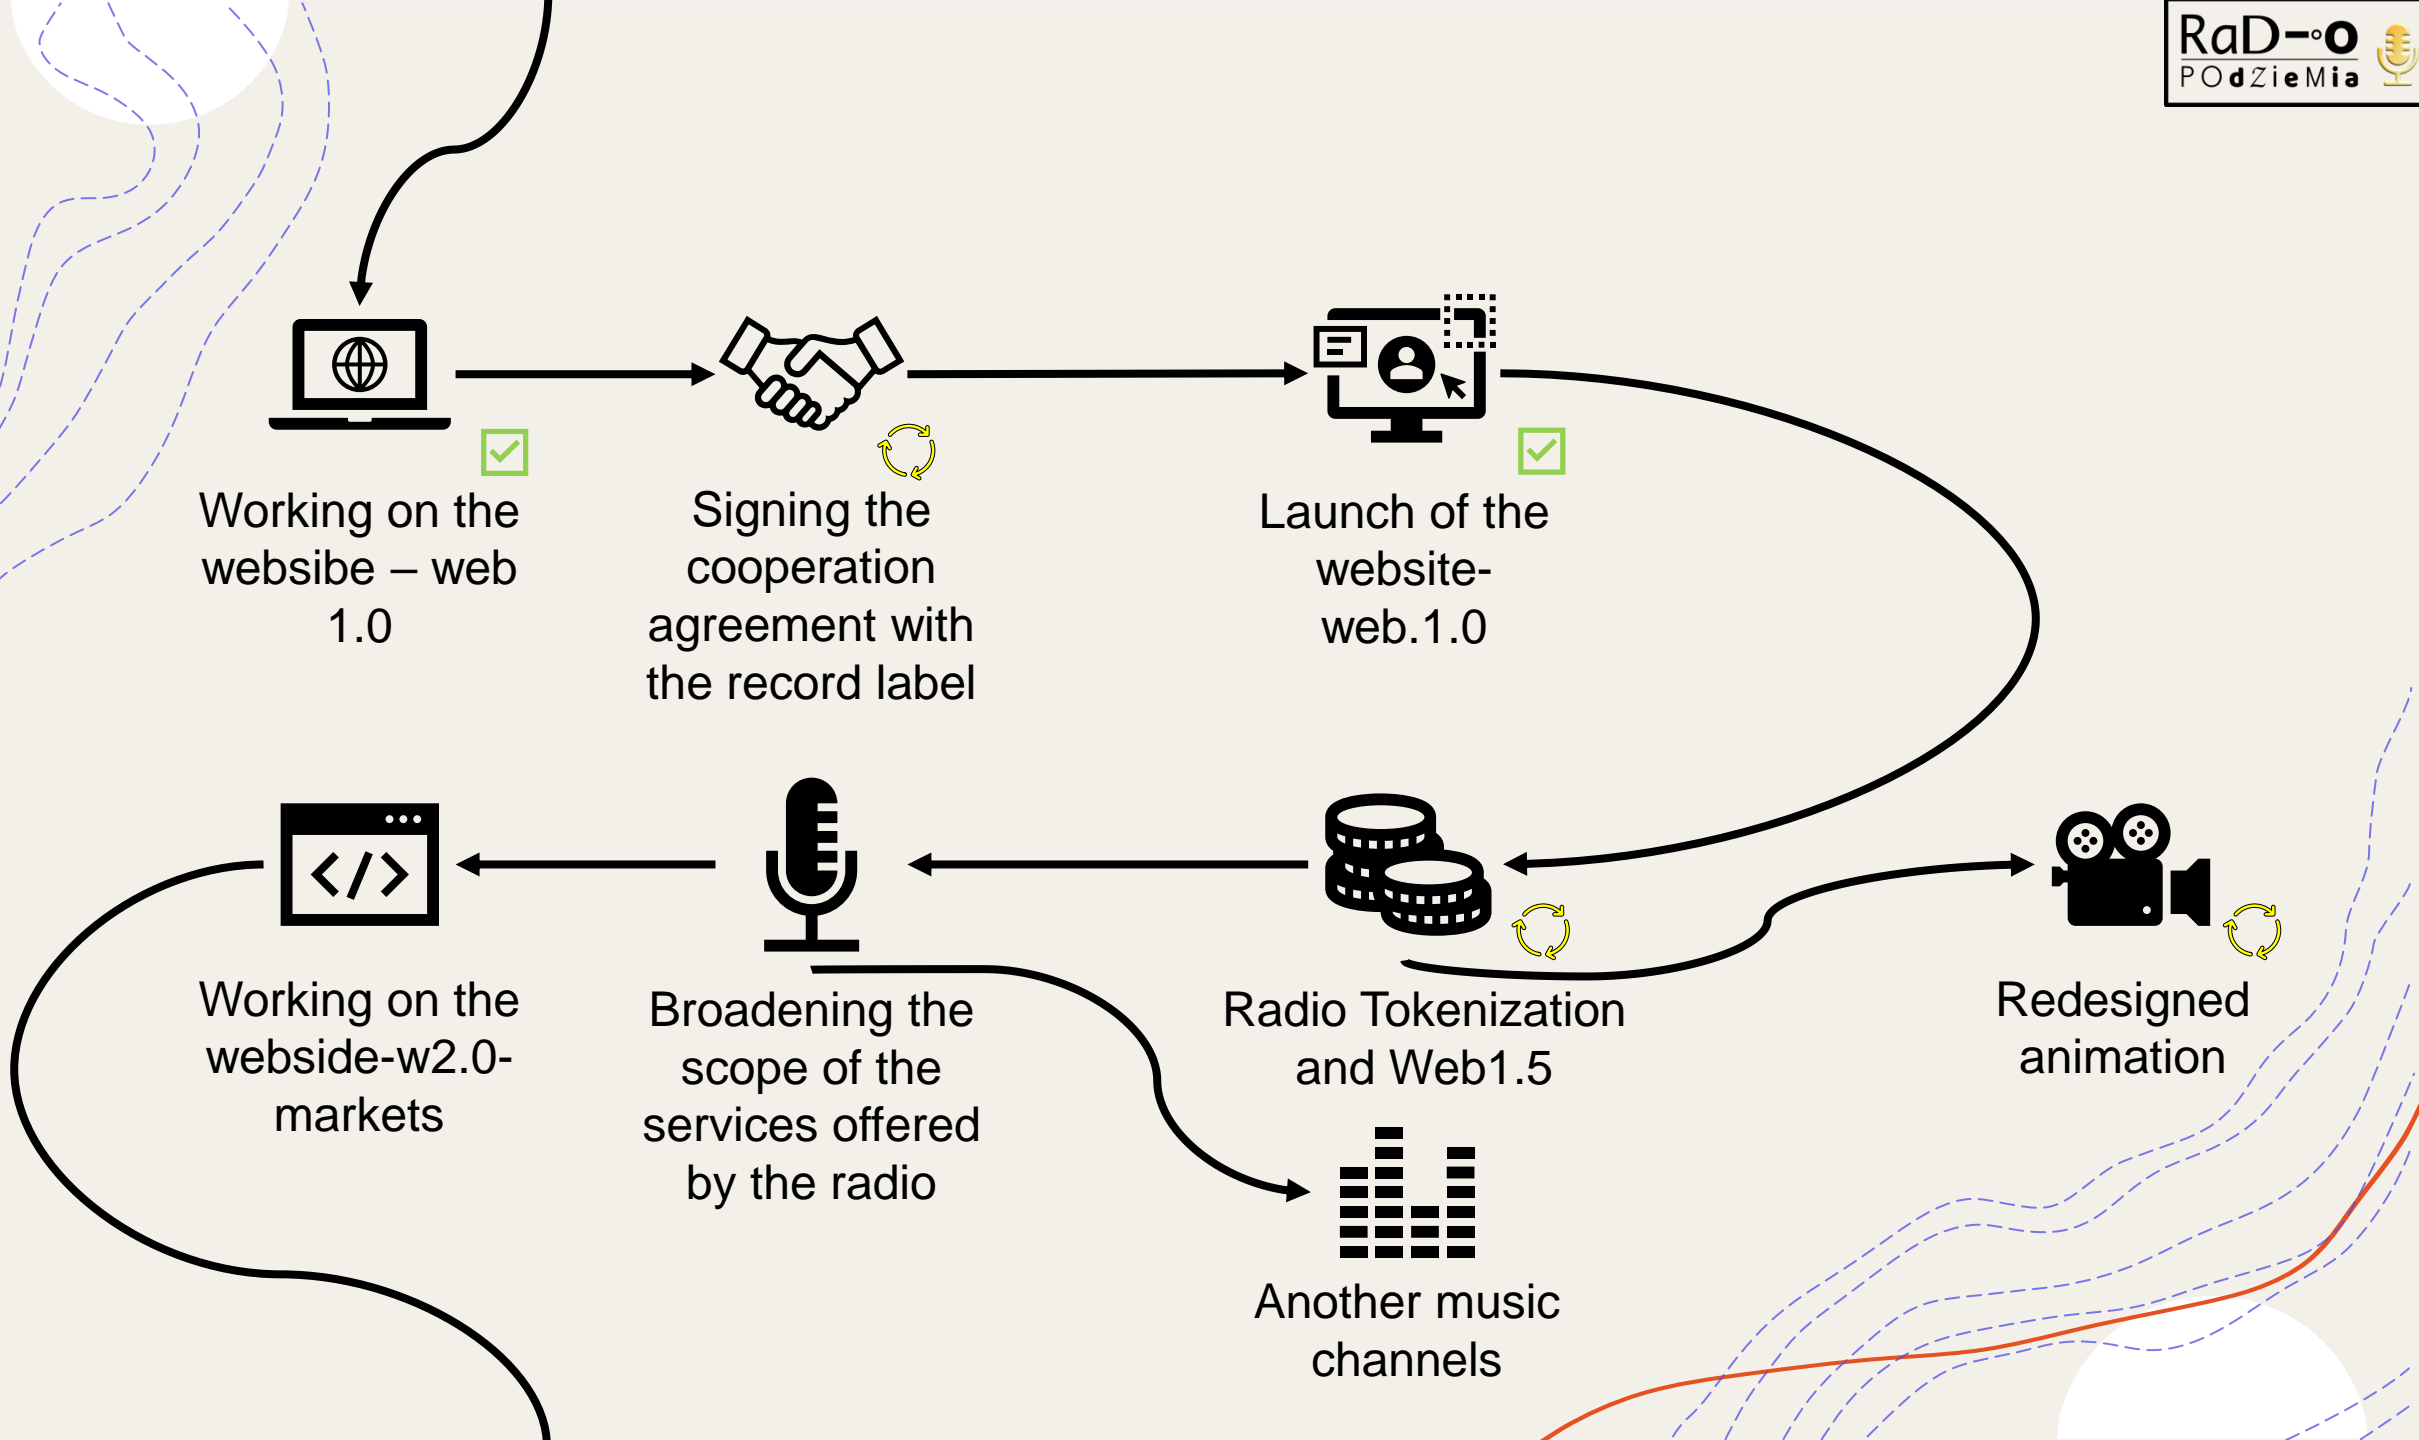 RaD-o
POdZieMia
Working on the
websibe – web
1.0
Signing the
cooperation
agreement with
the record label
Launch of the
website-
web.1.0
Working on the
webside-w2.0-
markets
Broadening the
scope of the
services offered
by the radio
Radio Tokenization
and Web1.5
Redesigned
animation
Another music
channels